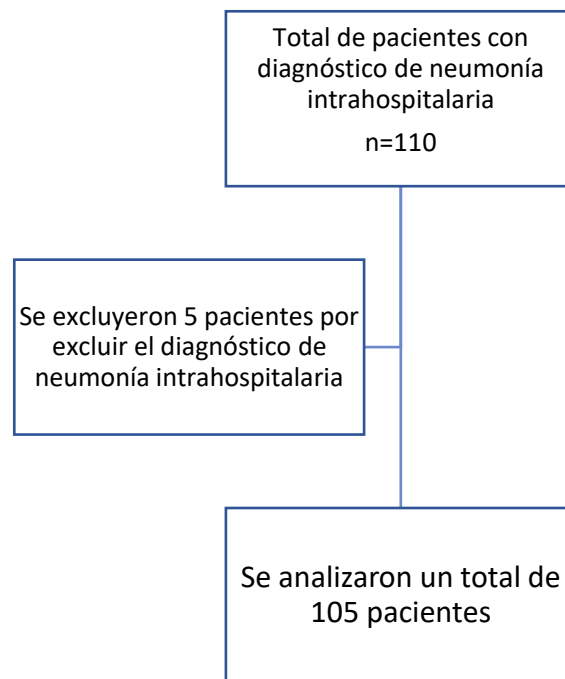 Total de pacientes con
diagnóstico de neumonía
intrahospitalaria
n=110
Se excluyeron 5 pacientes por
excluir el diagnóstico de
neumonía intrahospitalaria
Se analizaron un total de
105 pacientes